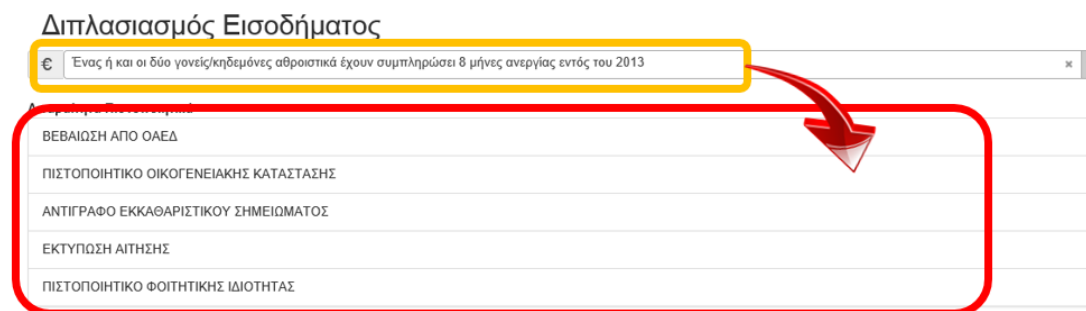 Διπλασιασμός Εισοδήματος
€ Ένας ή και οι δύο γονείς/κηδεμόνες αθροιστικά έχουν συμπληρώσει 8 μήνες ανεργίας εντός του 2013 ×
ΒΕΒΑΙΩΣΗ ΑΠΟ ΟΑΕΔ
ΠΙΣΤΟΠΟΙΗΤΙΚΟ ΟΙΚΟΓΕΝΕΙΑΚΗΣ ΚΑΤΑΣΤΑΣΗΣ
ΑΝΤΙΓΡΑΦΟ ΕΚΚΑΘΑΡΙΣΤΙΚΟΥ ΣΗΜΕΙΩΜΑΤΟΣ
ΕΚΤΥΠΩΣΗ ΑΙΤΗΣΗΣ
ΠΙΣΤΟΠΟΙΗΤΙΚΟ ΦΟΙΤΗΤΙΚΗΣ ΙΔΙΟΤΗΤΑΣ